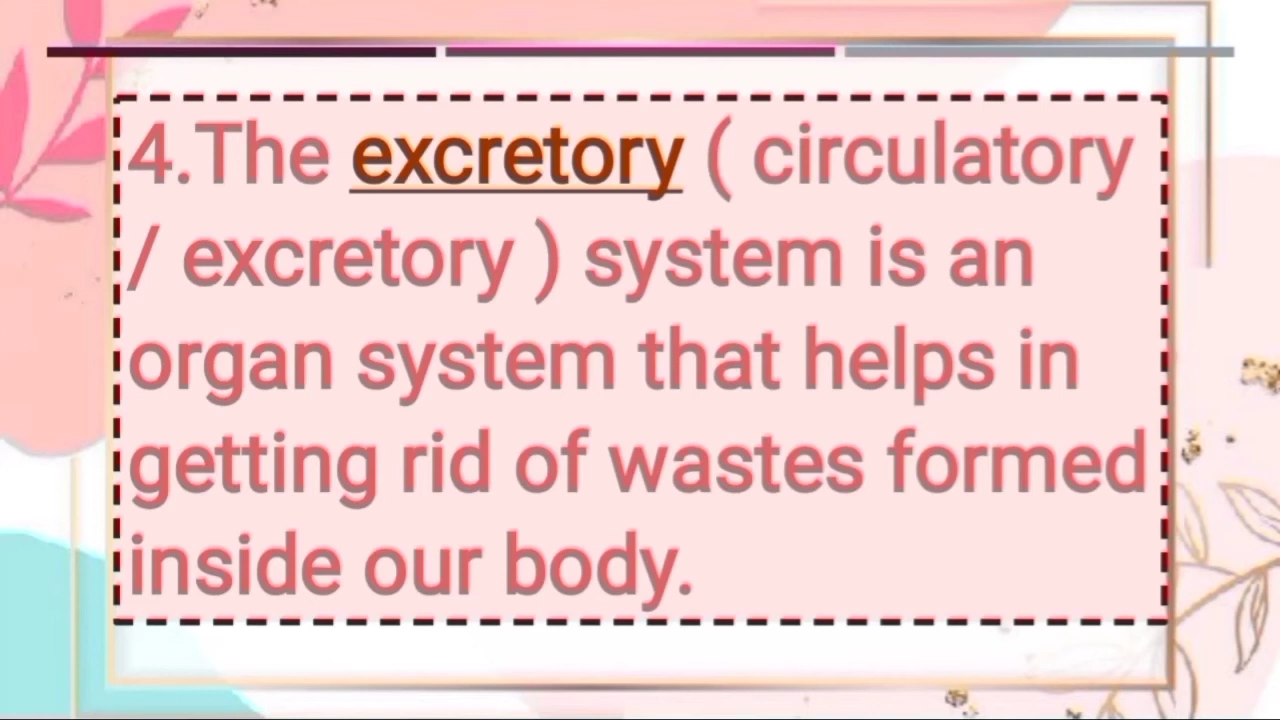 4.The excretory ( circulatory
/ excretory ) system is an
organ system that helps in
getting rid of wastes formed
inside our body.